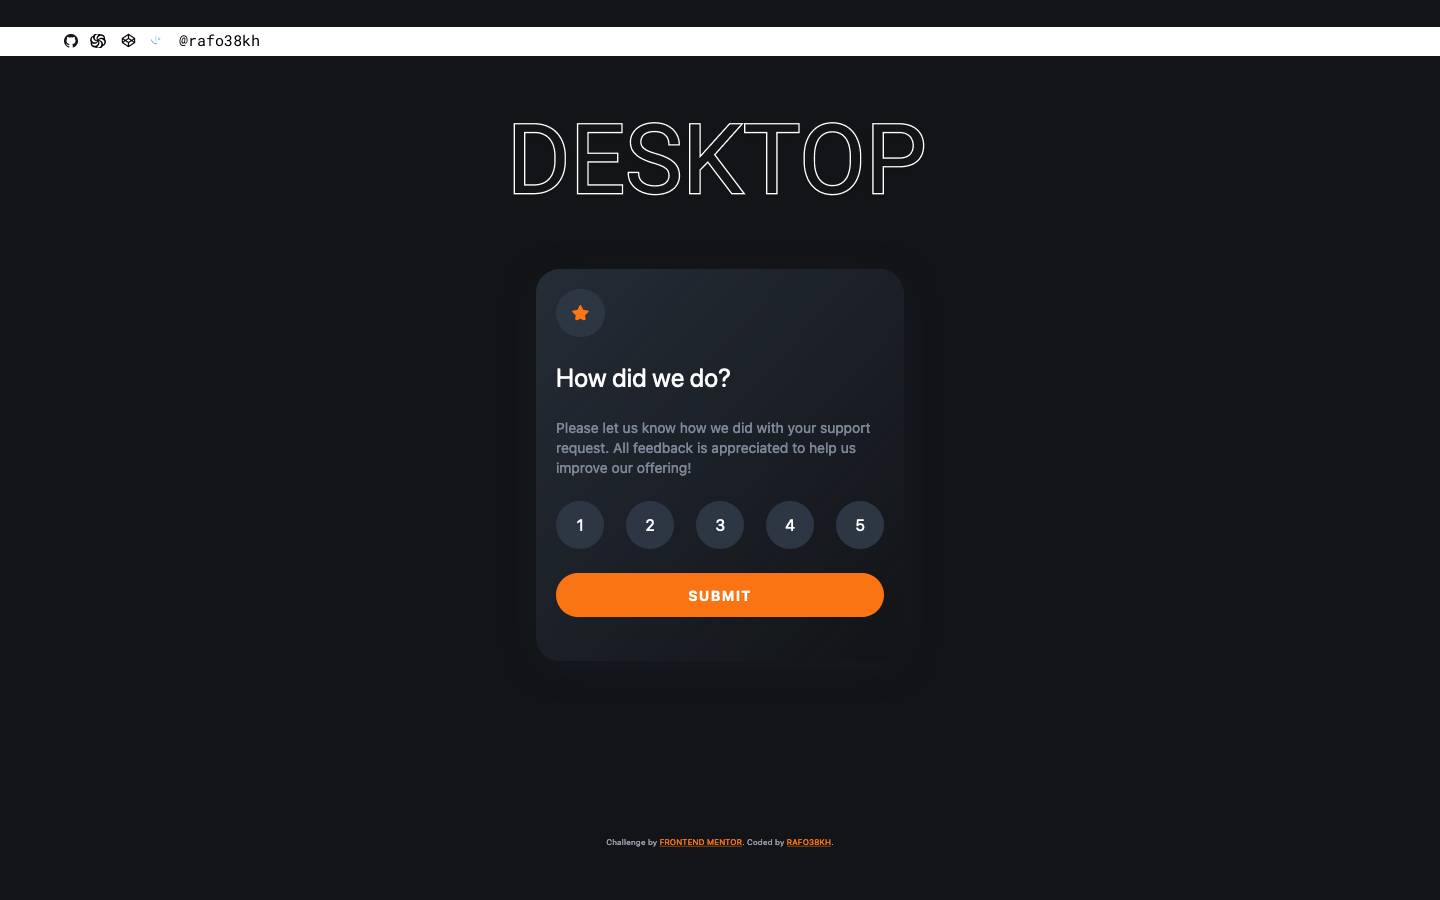 @rafo38kh
DESKTOP
How did we do?
Please let us know how we did with your support
request. All feedback is appreciated to help us
improve our offering!
1 2 3 4 5
SUBMIT
Challenge by FRONTEND MENTOR. Coded by RAFO38KH.